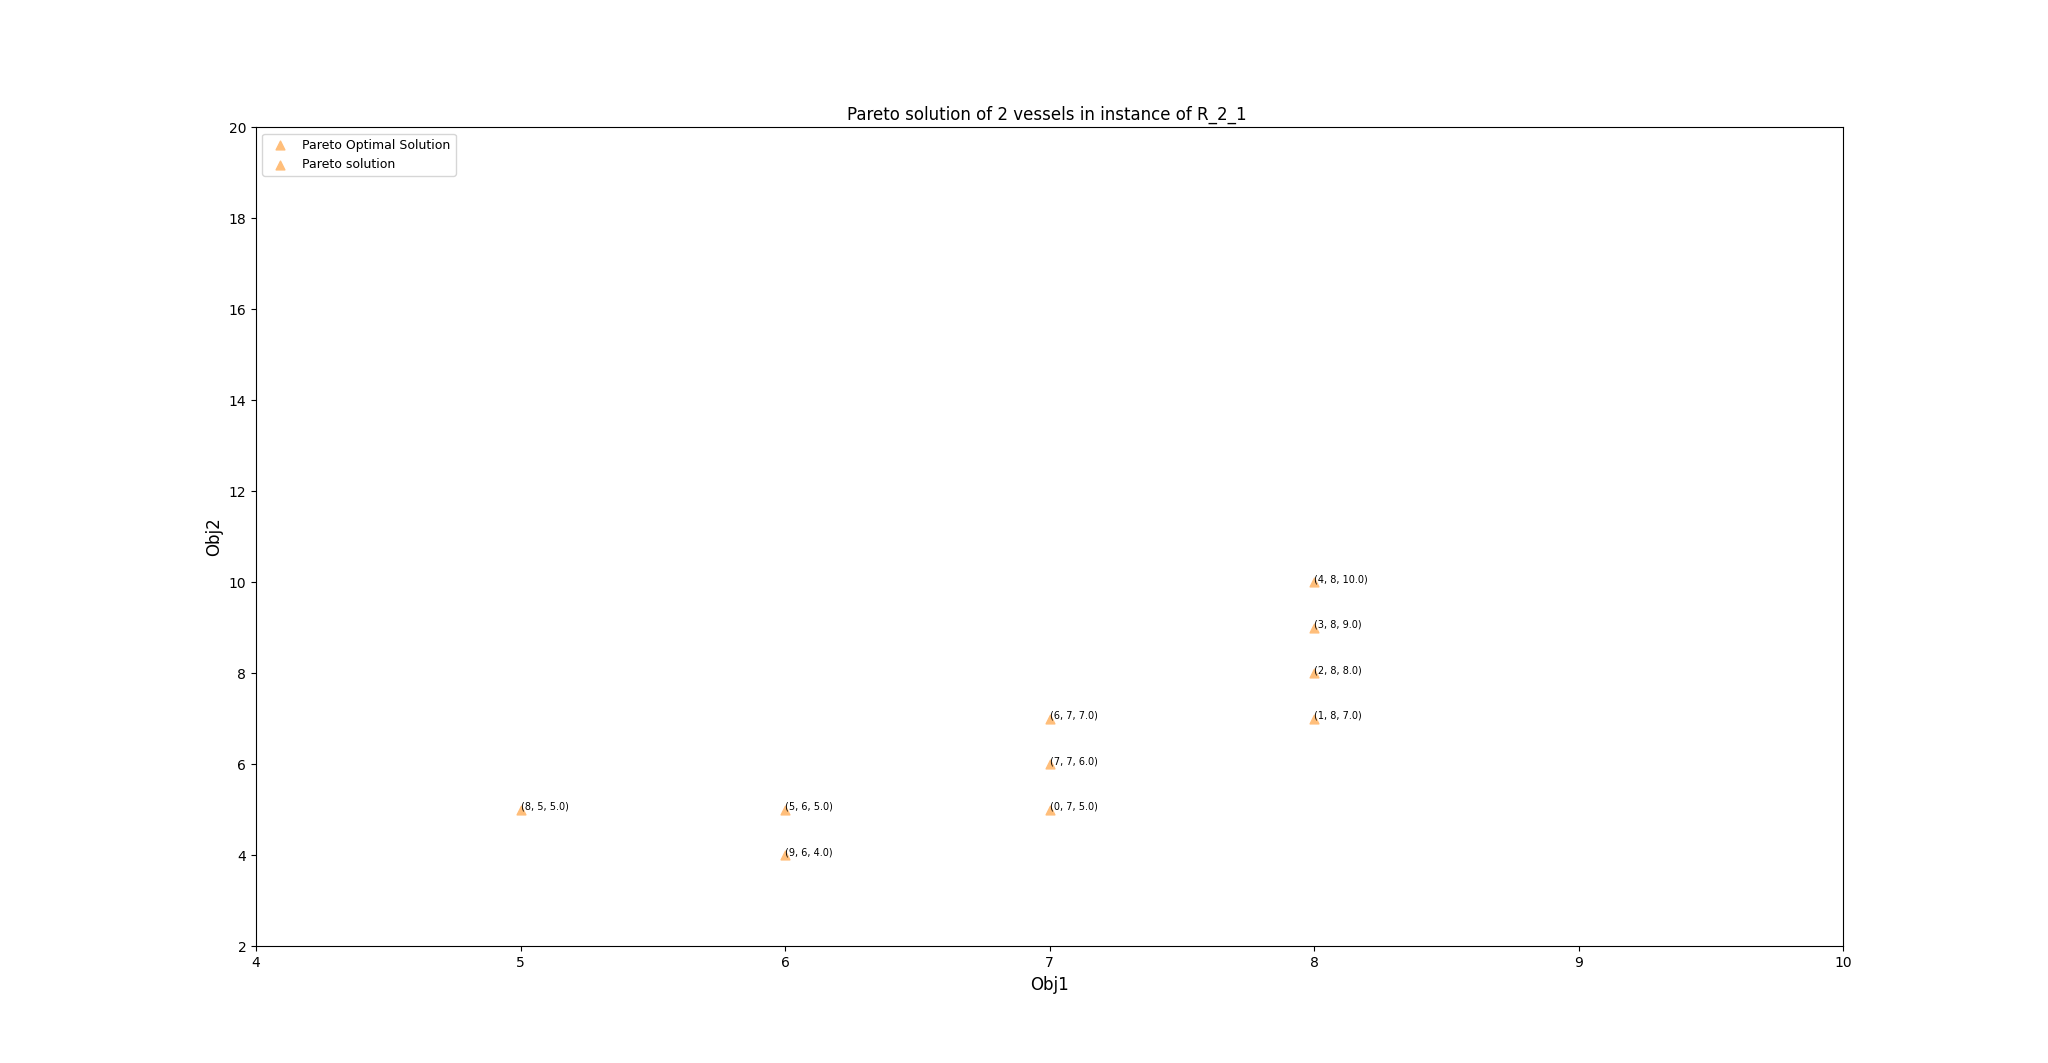 Pareto solution of 2 vessels in instance of R_2_1
Pareto Optimal Solution
Pareto solution
20
18
16
14
12
10
8
6
4
2
Obj2
(4, 8, 10.0)
(3, 8, 9.0)
(2, 8, 8.0)
(6, 7, 7.0)
(1, 8, 7.0)
(7, 7, 6.0)
(8, 5, 5.0)
(5, 6, 5.0)
(0, 7, 5.0)
(9, 6, 4.0)
4
5
6
7
8
9
10
Obj1